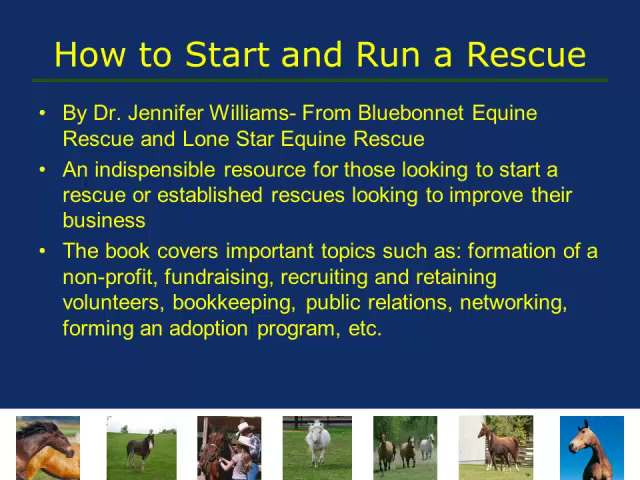 How to Start and Run a Rescue
• By Dr. Jennifer Williams- From Bluebonnet Equine
Rescue and Lone Star Equine Rescue
• An indispensible resource for those looking to start a
rescue or established rescues looking to improve their
business
• The book covers important topics such as: formation of a
non-profit, fundraising, recruiting and retaining
volunteers, bookkeeping, public relations, networking,
forming an adoption program, etc.